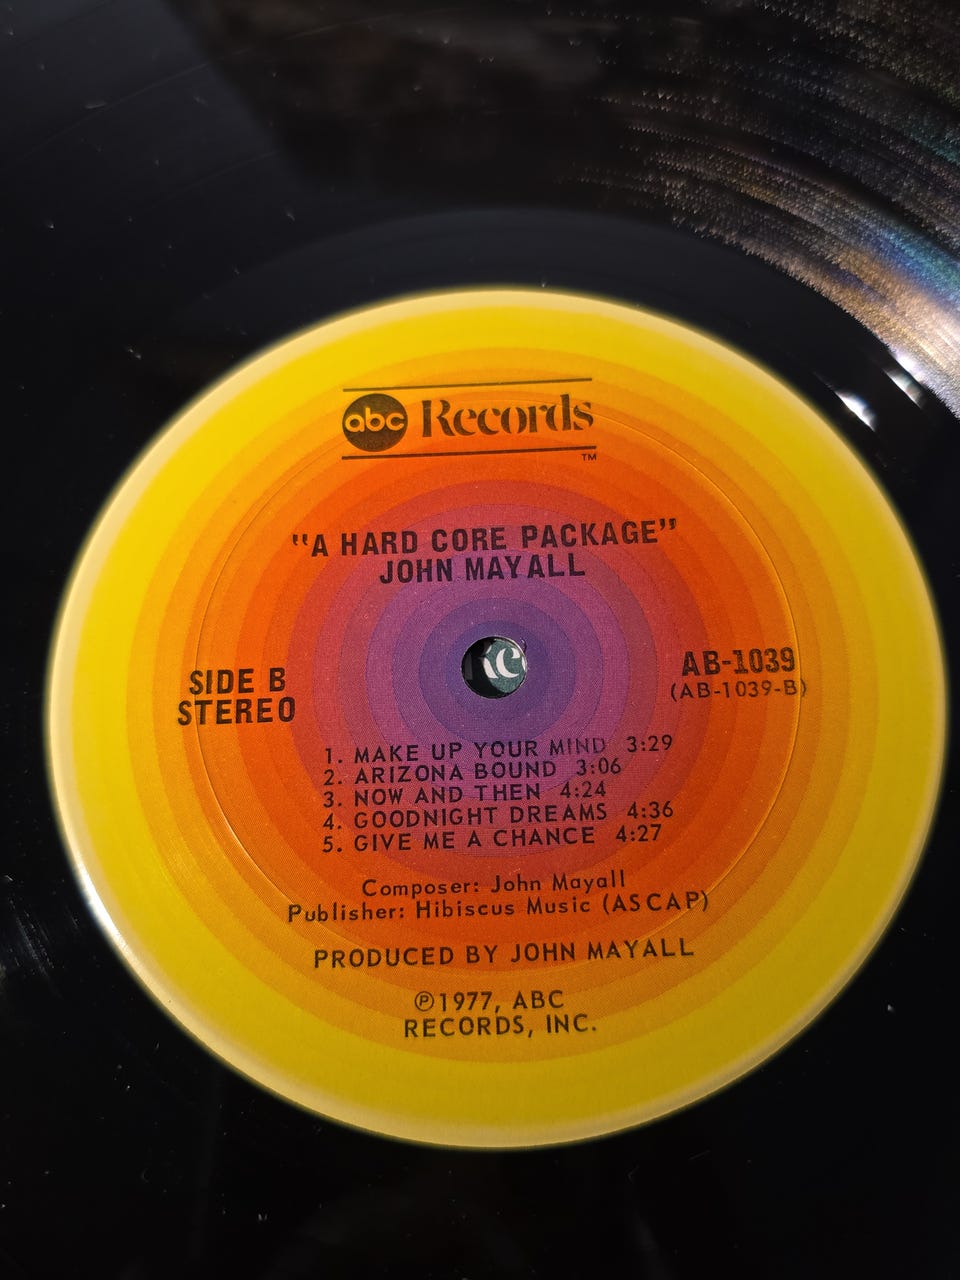 abc Records
TM
"A HARD CORE PACKAGE"
JOHN MAYALL
SIDE B
STEREO
AB-1039
(AB-1039-B)
1. MAKE UP YOUR MIND 3:29
2. ARIZONA BOUND 3:06
3. NOW AND THEN 4:24
4. GOODNIGHT DREAMS 4:36
5. GIVE ME A CHANCE 4:27
Composer: John Mayall
Publisher: Hibiscus Music (ASCAP)
PRODUCED BY JOHN MAYALL
℗1977, ABC
RECORDS, INC.